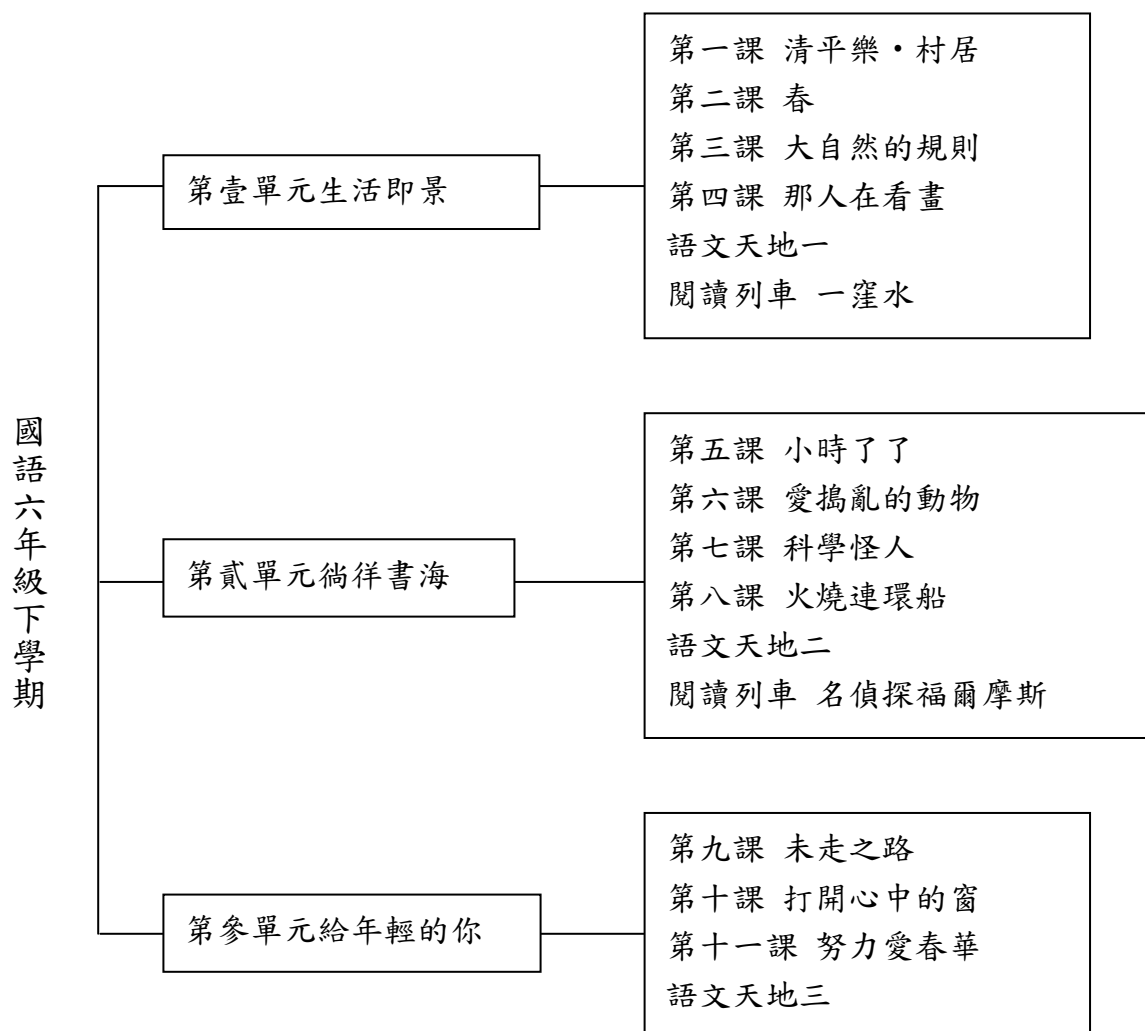 國語六年級下學期
第壹單元生活即景
第一課 清平樂·村居
第二課 春
第三課 大自然的規則
第四課 那人在看畫
語文天地一
閱讀列車 一窪水
第貳單元徜徉書海
第五課 小時了了
第六課 愛搗亂的動物
第七課 科學怪人
第八課 火燒連環船
語文天地二
閱讀列車 名偵探福爾摩斯
第參單元給年輕的你
第九課 未走之路
第十課 打開心中的窗
第十一課 努力愛春華
語文天地三